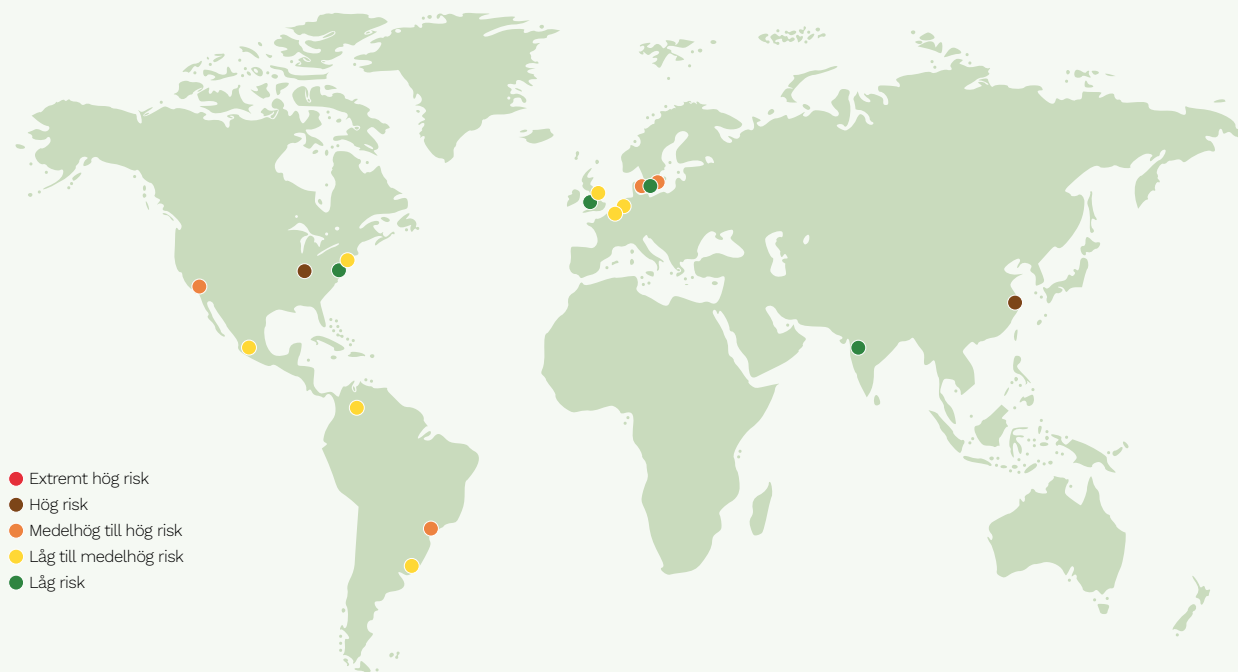 Extremt hög risk
Hög risk
Medelhög till hög risk
Låg till medelhög risk
Låg risk